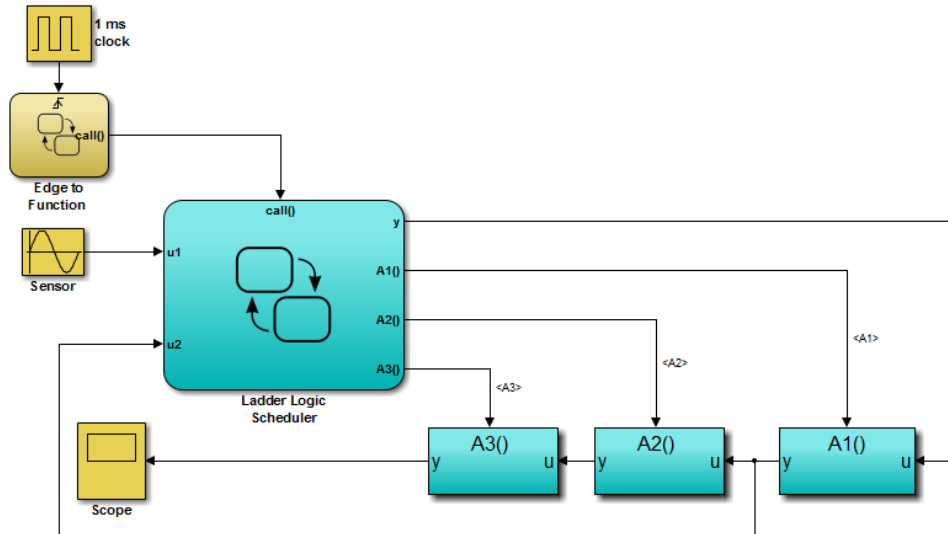 1 ms
clock
call()
Edge to
Function
call()
y
u1
Sensor
A1()
A2()
u2
A3()
<A1>
<A2>
<A3>
Ladder Logic
Scheduler
A3()
y u
A2()
y u
A1()
y u
Scope